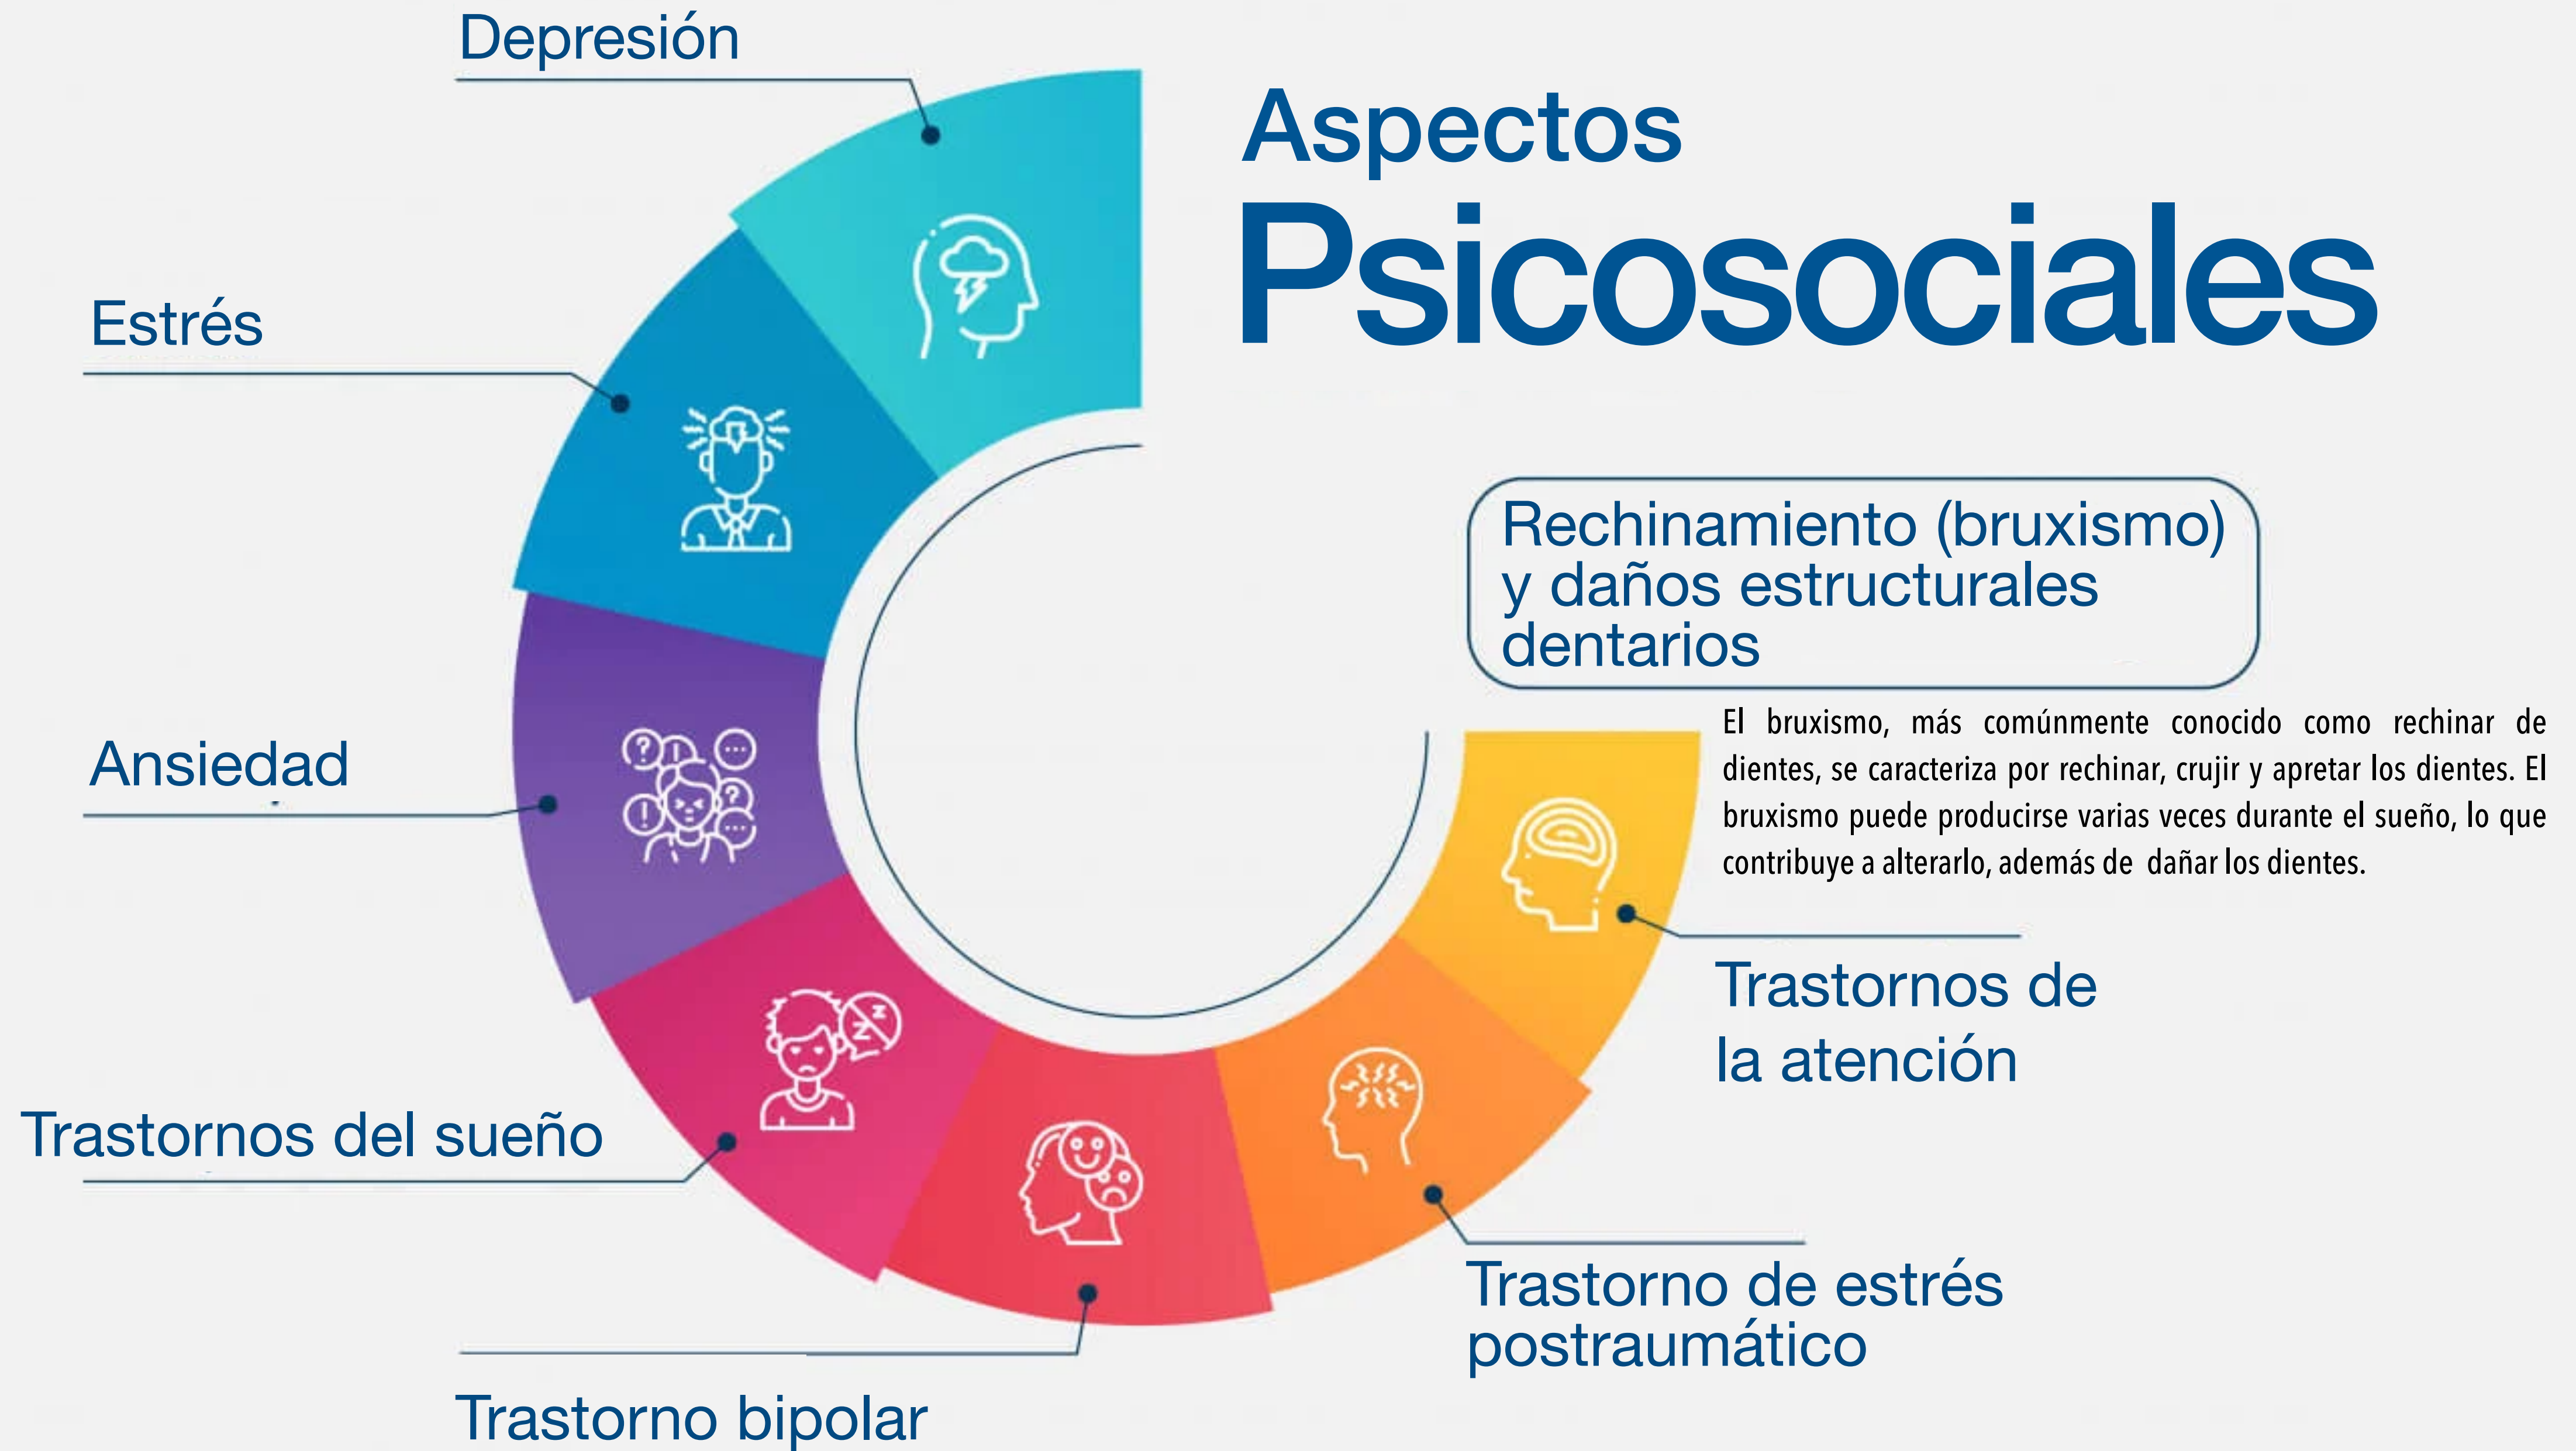 Depresión
Aspectos
Psicosociales
Estrés
Rechinamiento (bruxismo)
y daños estructurales
dentarios
El bruxismo, más comúnmente conocido como rechinar de
dientes, se caracteriza por rechinar, crujir y apretar los dientes. El
bruxismo puede producirse varias veces durante el sueño, lo que
contribuye a alterarlo, además de dañar los dientes.
Ansiedad
Trastornos de
la atención
Trastornos del sueño
Trastorno de estrés
postraumático
Trastorno bipolar